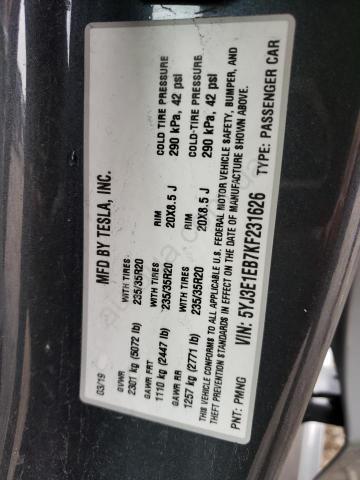 MFD BY TESLA, INC.
03/19
GVWR
2301 kg (5072 lb)
GAWR FRT
1110 kg (2447 lb)
WITH TIRES
235/35R20
RIM
20X8.5 J
COLD TIRE PRESSURE
290 kPa, 42 psi
GAWR RR
1257 kg (2771 lb)
WITH TIRES
235/35R20
RIM
20X8.5 J
COLD-TIRE PRESSURE
290 kPa, 42 psi
THIS VEHICLE CONFORMS TO ALL APPLICABLE U.S. FEDERAL MOTOR VEHICLE SAFETY, BUMPER, AND
THEFT PREVENTION STANDARDS IN EFFECT ON THE DATE OF MANUFACTURE SHOWN ABOVE.
VIN: 5YJ3E1EB7KF231626
PNT: PMNG
TYPE: PASSENGER CAR